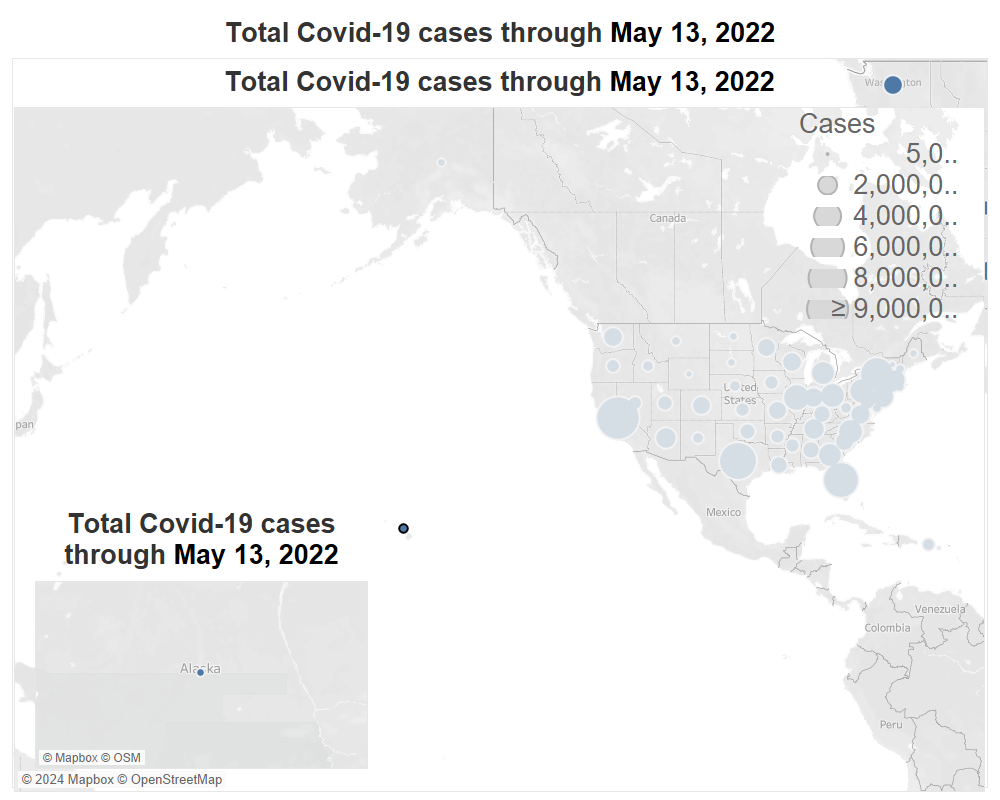 Total Covid-19 cases through May 13, 2022
Total Covid-19 cases through May 13, 2022
Cases
5,0..
2,000,0..
4,000,0..
6,000,0..
8,000,0..
≥ 9,000,0..
Canada
United
States
pan
Mexico
Total Covid-19 cases
through May 13, 2022
Venezuela
Colombia
Alaska
Peru
© Mapbox © OSM
© 2024 Mapbox © OpenStreetMap